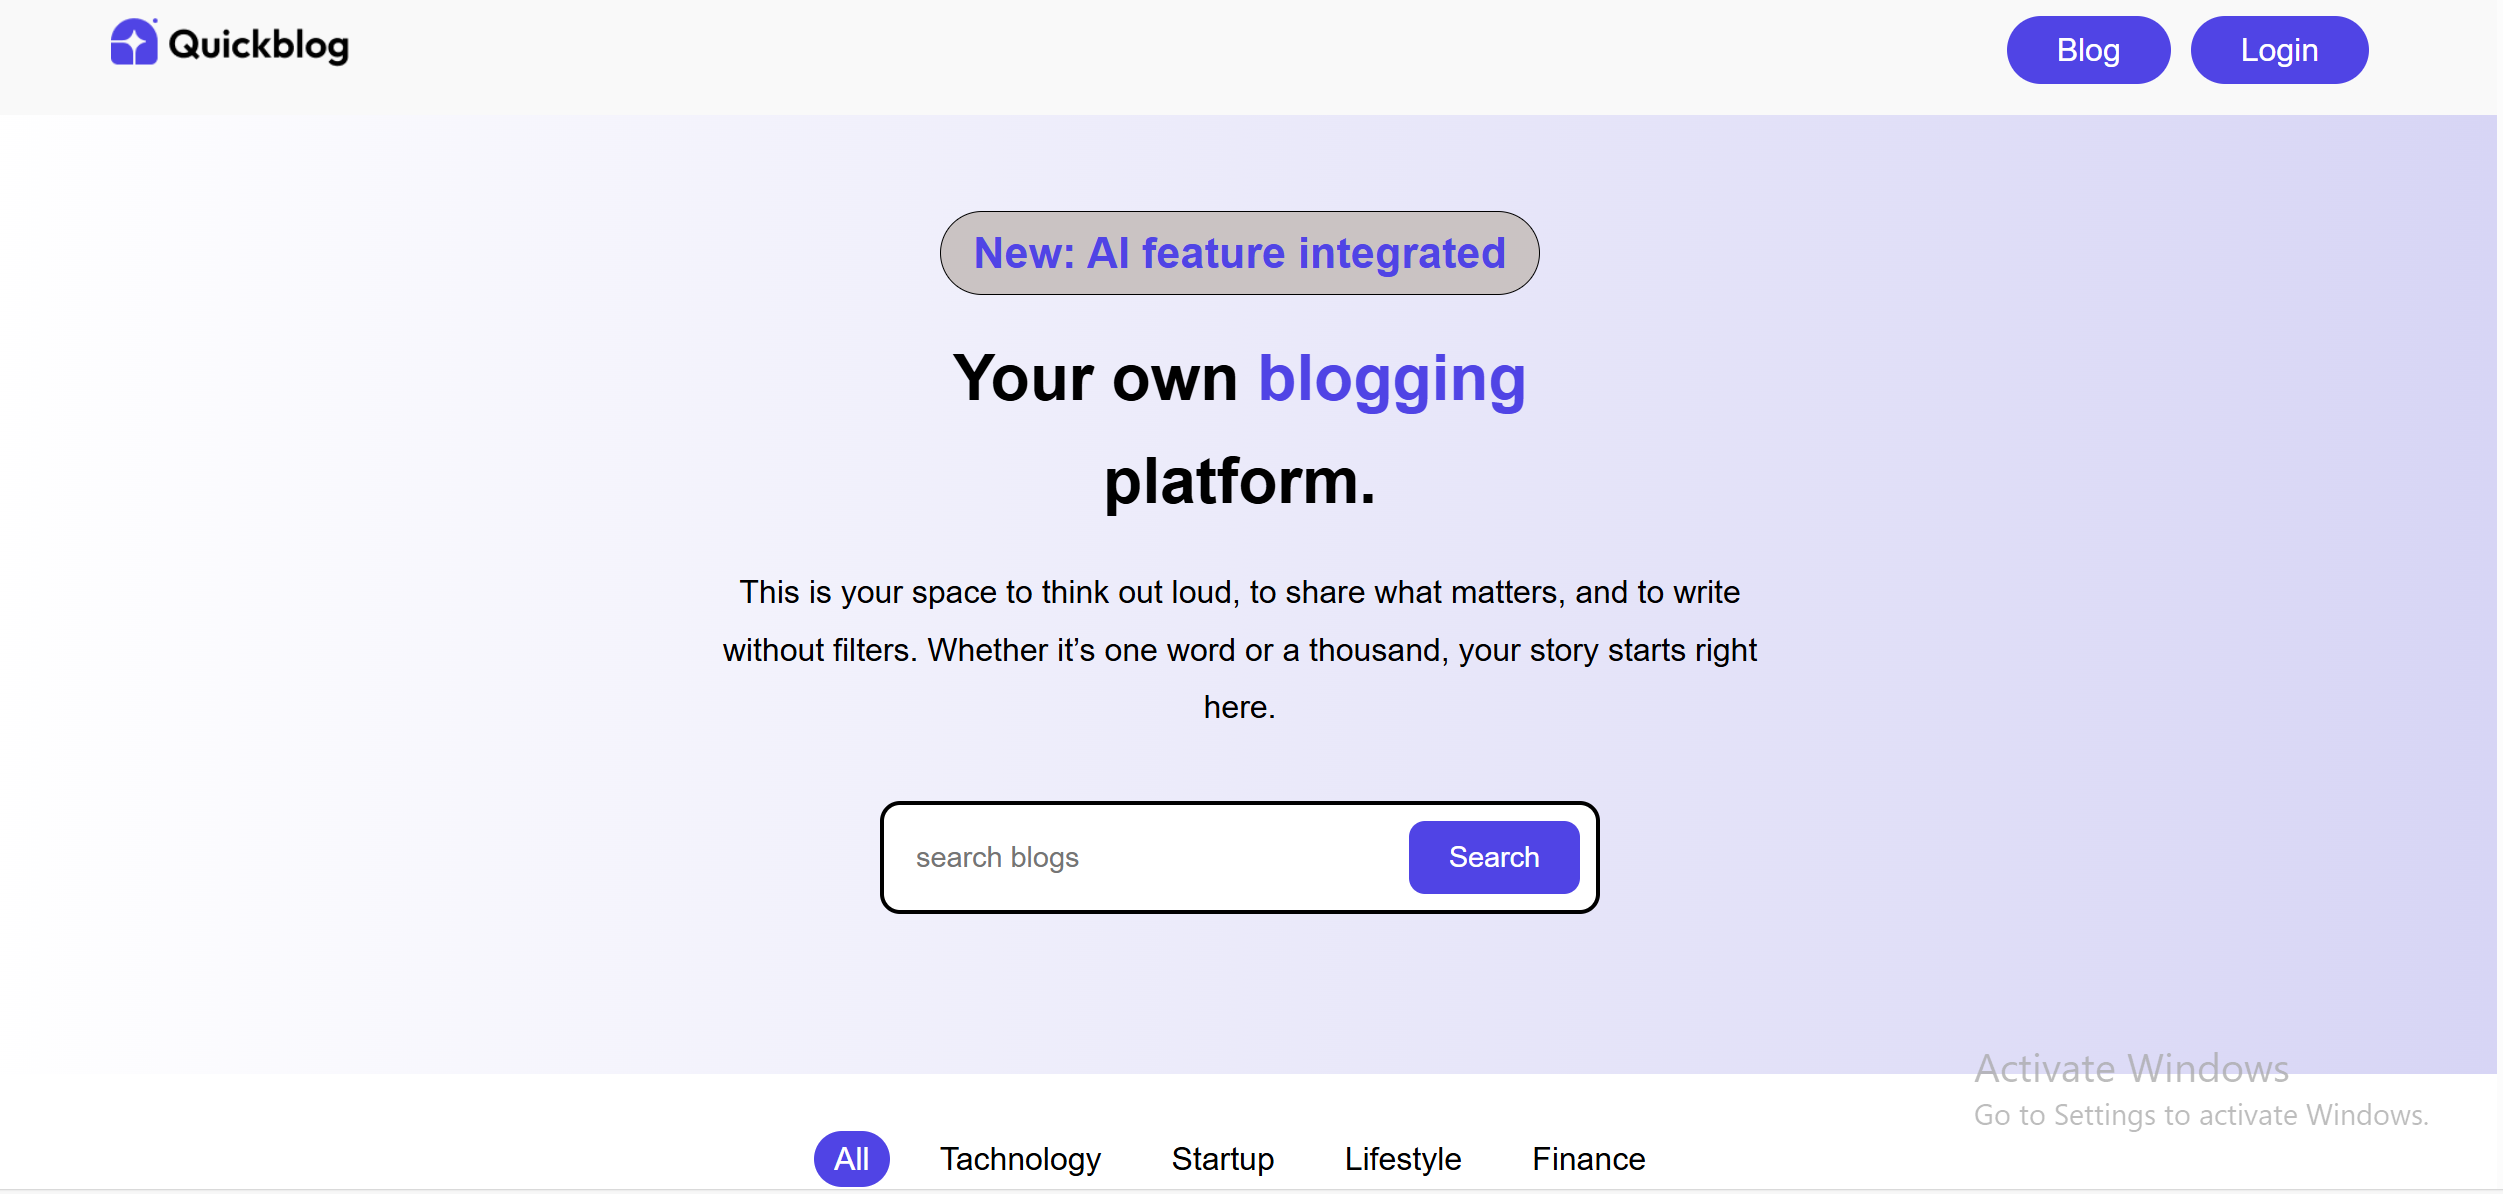 Quickblog
Blog
Login
New: AI feature integrated
Your own blogging
platform.
This is your space to think out loud, to share what matters, and to write
without filters. Whether it’s one word or a thousand, your story starts right
here.
search blogs
Search
Activate Windows
Go to Settings to activate Windows.
All
Tachnology
Startup
Lifestyle
Finance